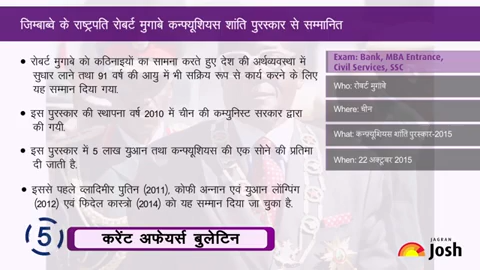 जिम्बाब्वे के राष्ट्रपति रोबर्ट मुगाबे कन्फ्यूशियस शांति पुरस्कार से सम्मानित
• रोबर्ट मुगाबे को कठिनाइयों का सामना करते हुए देश की अर्थव्यवस्था में
सुधार लाने तथा 91 वर्ष की आयु में भी सक्रिय रूप से कार्य करने के लिए
यह सम्मान दिया गया.
• इस पुरस्कार की स्थापना वर्ष 2010 में चीन की कम्युनिस्ट सरकार द्वारा
की गयी.
• इस पुरस्कार में 5 लाख युआन तथा कन्फ्यूशियस की एक सोने की प्रतिमा
दी जाती है.
• इससे पहले व्लादिमीर पुतिन (2011), कोफी अन्नान एवं युआन लोंग्पिंग
(2012) एवं फिदेल कास्त्रो (2014) को यह सम्मान दिया जा चुका है.
Exam: Bank, MBA Entrance,
Civil Services, SSC
Who: रोबर्ट मुगाबे
Where: चीन
What: कन्फ्यूशियस शांति पुरस्कार-2015
When: 22 अक्टूबर 2015
5 करेंट अफेयर्स बुलेटिन
JAGRAN
Josh